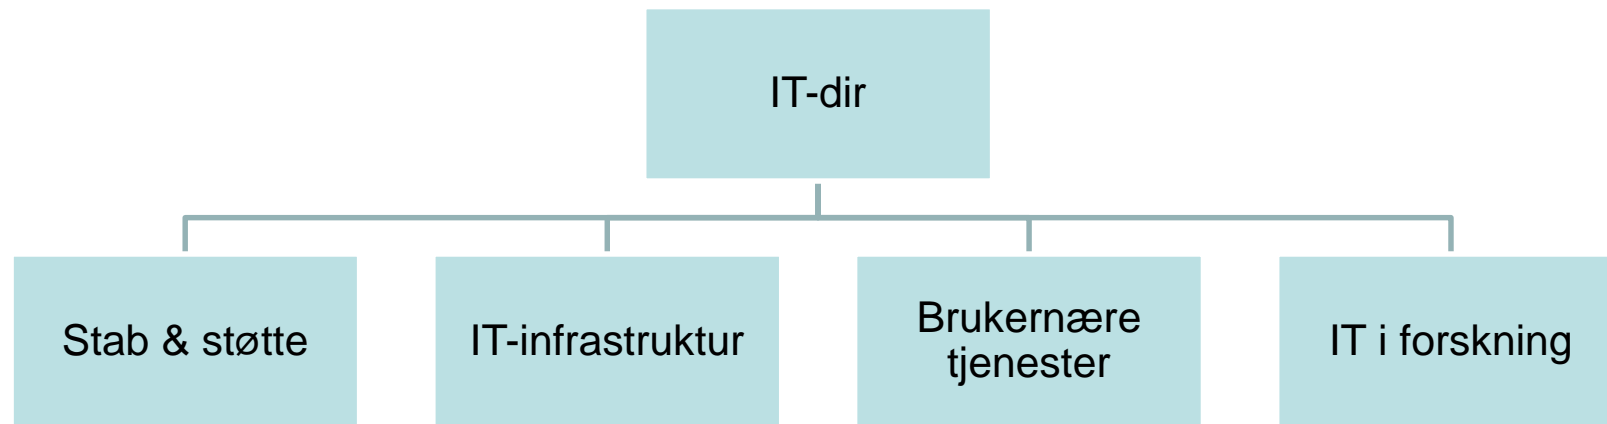 IT-dir
Stab & støtte
IT-infrastruktur
Brukernære
tjenester
IT i forskning